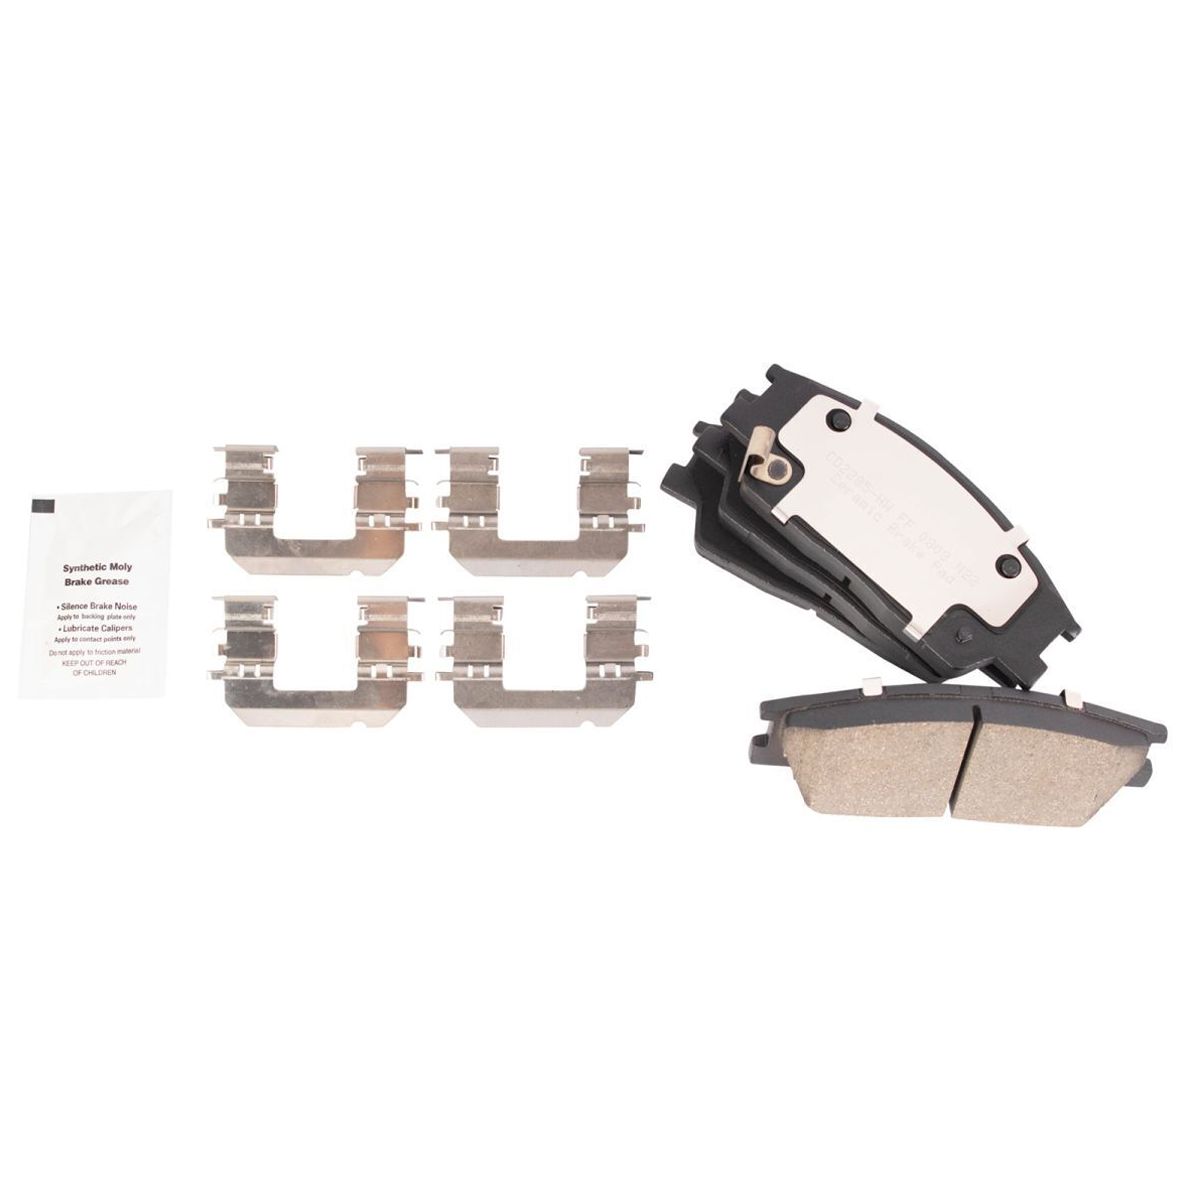 Synthetic Moly
Brake Grease
• Silence Brake Noise
Apply to backing plate only
• Lubricate Calipers
Apply to contact points only
Do not apply to friction material
KEEP OUT OF REACH
OF CHILDREN
FF
Ceramic Brake Pad